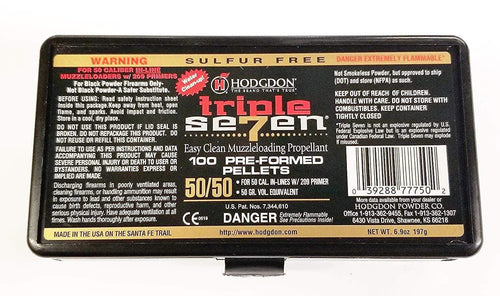 WARNING
FOR 50 CALIBER IN-LINE
MUZZLELOADERS w/ 209 PRIMERS
For Black Powder Firearms Only-
Not Black Powder-A Safer Substitute.
BEFORE USING: Read safety instruction sheet
inside this package. Keep away from heat, open
flame, and sparks. Avoid impact and friction.
Store in a cool, dry place.
DO NOT USE THIS PRODUCT IF UD SEAL IS
BROKEN. DO NOT REPACKAGE THIS PRODUCT. DO
NOT REUSE OR REFILL THIS CONTAINER.
FAILURE TO USE AS PER INSTRUCTIONS AND DATA
ACCOMPANYING THIS PRODUCT MAY CAUSE
SEVERE PERSONAL INJURY OR DEATH TO USER OR
BYSTANDERS. NO WARRANTIES EXPRESS OR
IMPLIED ARE MADE.
Discharging firearms in poorly ventilated areas,
cleaning firearms, or handling ammunition may result
in exposure to lead and other substances known to
cause birth defects, reproductive harm, and other
serious physical injury. Have adequate ventilation at all
times. Wash hands thoroughly after exposure.
MADE IN THE USA ON THE SANTA FE TRAIL
SULFUR FREE
Water
Cleanup!
H HODGDON
THE BRAND THAT'S TRUE
triple
se7en
Easy Clean Muzzleloading Propellant
100 PRE-FORMED
PELLETS
50/50
• FOR 50 CAL. IN-LINES W/ 209 PRIMER
• 50 GR. VOL. EQUIVALENT
U.S. Pat. Nos. 7,344,610
CE 0619
DANGER Extremely Flammable
See Precautions Inside!
http://www.hodgdon.com
DANGER EXTREMELY FLAMMABLE*
Not Smokeless Powder, but approved to ship
(DOT) and store (NFPA) as such.
KEEP OUT OF REACH OF CHILDREN.
HANDLE WITH CARE. DO NOT STORE WITH
COMBUSTIBLES. KEEP CONTAINER
TIGHTLY CLOSED
*Triple Seven is not an explosive regulated by U.S.
Federal Explosive Law but is an explosive regulated
under Canadian Federal Law. Triple Seven may explode
if misused.
0 39288 77750 2
More data available from your dealer or
HODGDON POWDER CO.
Office 1-913-362-9455, Fax 1-913-362-1307
6430 Vista Drive, Shawnee, KS 66218
NET WT. 6.9oz 197g